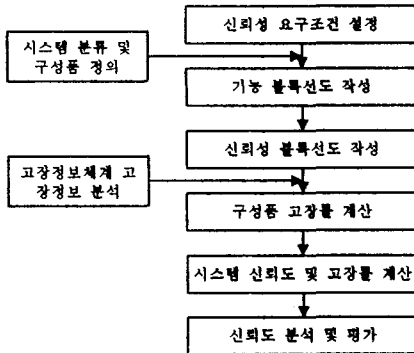 신뢰성 요구조건 설정
시스템 분류 및
구성품 정의
기능 블록선도 작성
신뢰성 블록선도 작성
고장정보체계 고
장정보 분석
구성품 고장률 계산
시스템 신뢰도 및 고장률 계산
신뢰도 분석 및 평가